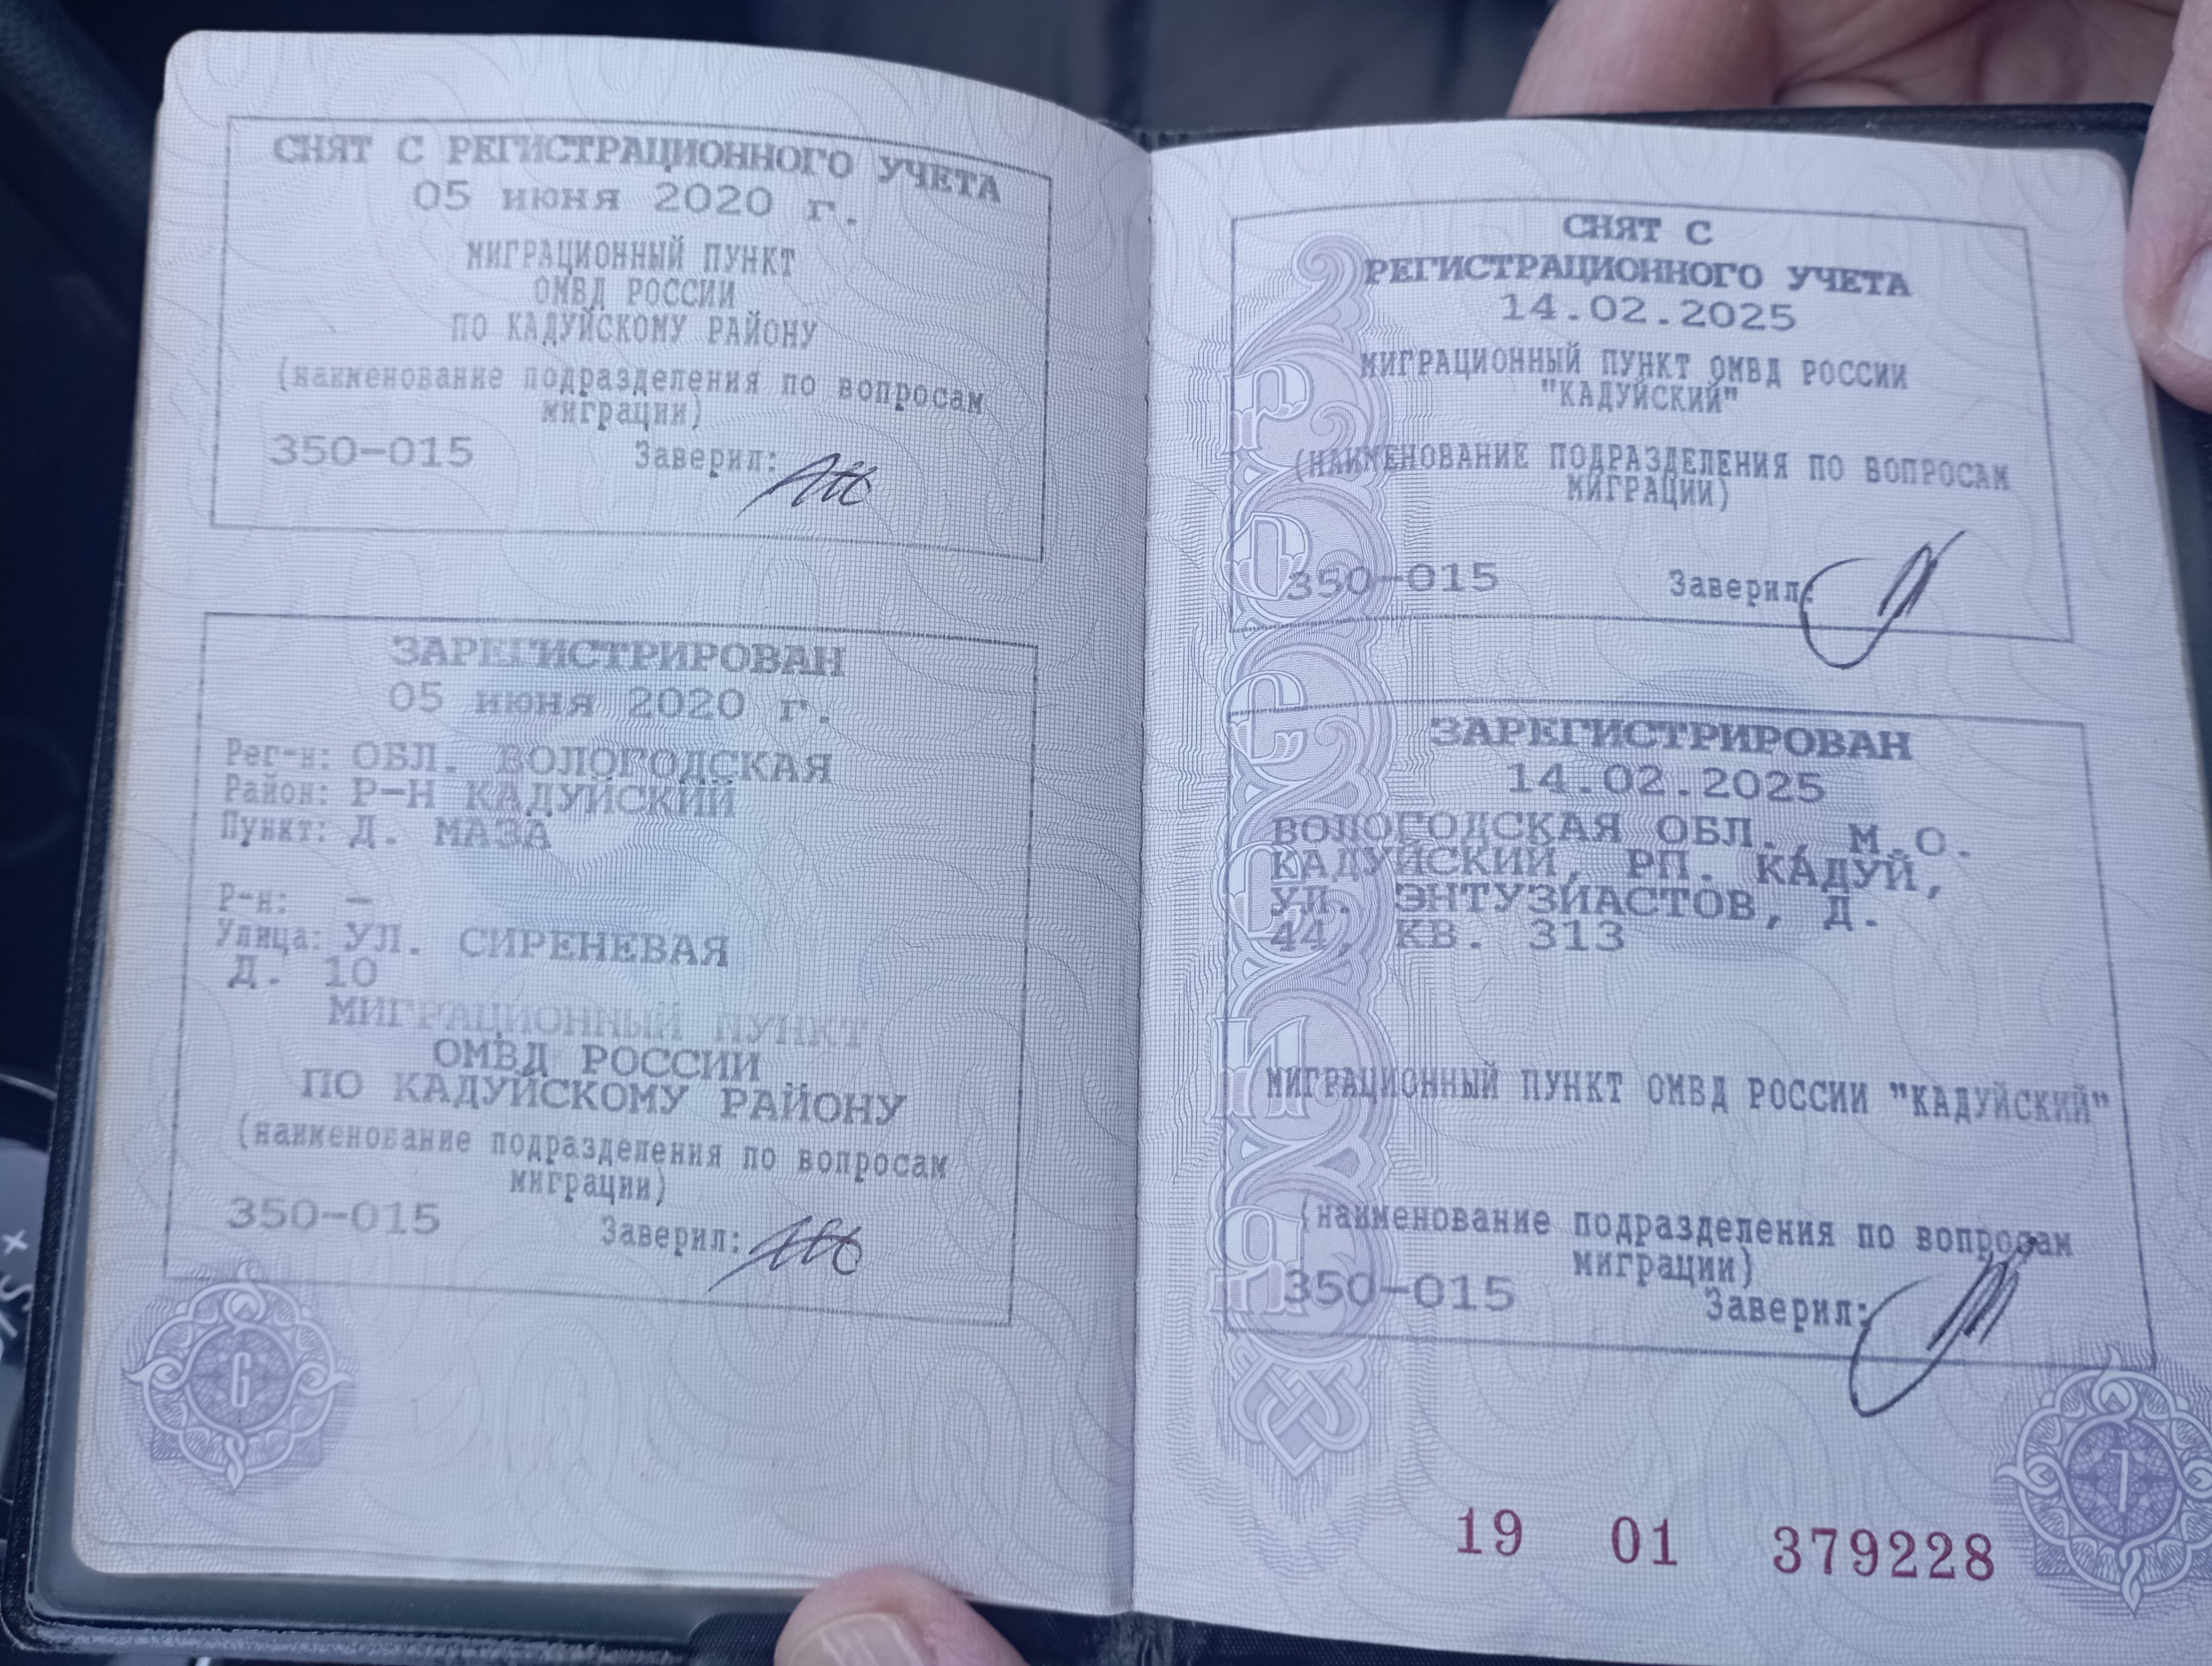 СНЯТ С РЕГИСТРАЦИОННОГО УЧЕТА
05 июня 2020 г.
МИГРАЦИОННЫЙ ПУНКТ
ОМВД РОССИИ
ПО КАДУЙСКОМУ РАЙОНУ
(наименование подразделения по вопросам
миграции)
350-015 Заверил:
ЗАРЕГИСТРИРОВАН
05 июня 2020 г.
Рег-н: ОБЛ. ВОЛОГОДСКАЯ
Район: Р-Н КАДУЙСКИЙ
Пункт: Д. МАЗА
Р-н: –
Улица: УЛ. СИРЕНЕВАЯ
Д. 10
МИГРАЦИОННЫЙ ПУНКТ
ОМВД РОССИИ
ПО КАДУЙСКОМУ РАЙОНУ
(наименование подразделения по вопросам
миграции)
350-015 Заверил:
6
СНЯТ С
РЕГИСТРАЦИОННОГО УЧЕТА
14.02.2025
МИГРАЦИОННЫЙ ПУНКТ ОМВД РОССИИ
"КАДУЙСКИЙ"
(НАИМЕНОВАНИЕ ПОДРАЗДЕЛЕНИЯ ПО ВОПРОСАМ
МИГРАЦИИ)
350-015 Заверил:
ЗАРЕГИСТРИРОВАН
14.02.2025
ВОЛОГОДСКАЯ ОБЛ., М.О.
КАДУЙСКИЙ, РП. КАДУЙ,
УЛ. ЭНТУЗИАСТОВ, Д.
44, КВ. 313
МИГРАЦИОННЫЙ ПУНКТ ОМВД РОССИИ "КАДУЙСКИЙ"
(наименование подразделения по вопросам
миграции)
350-015 Заверил:
7
19 01 379228